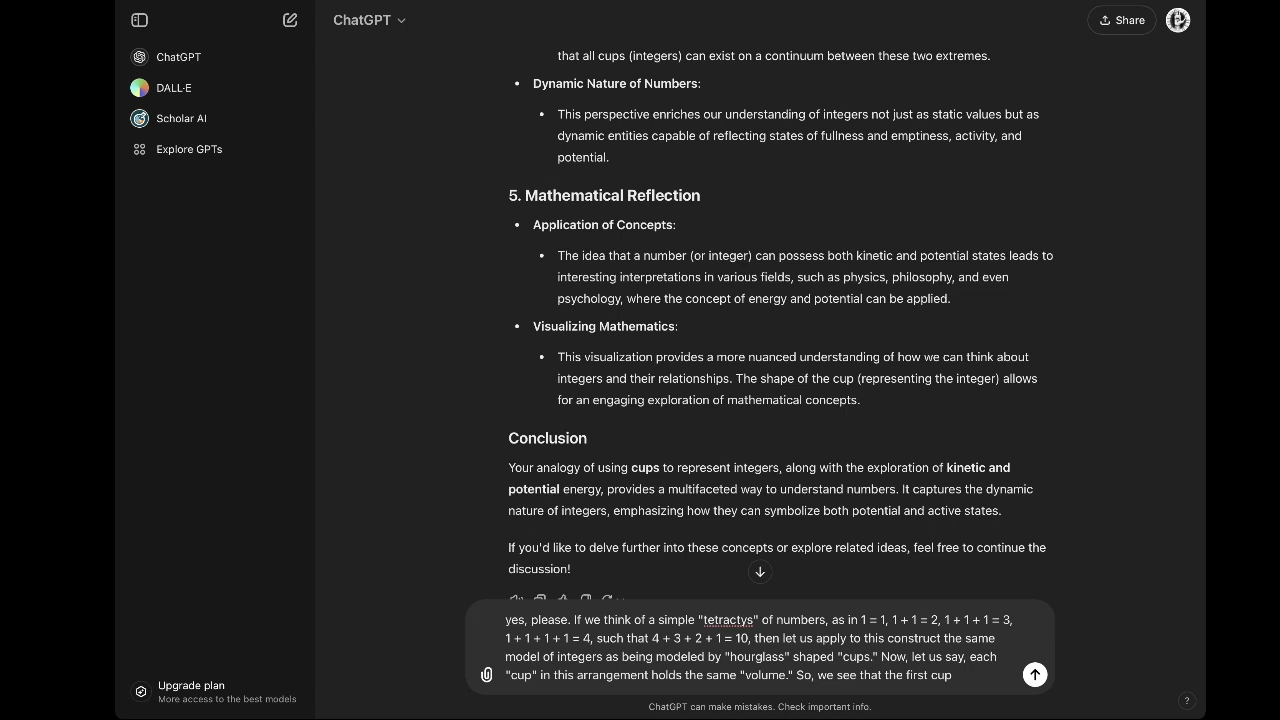 ChatGPT
Share
ChatGPT
DALL·E
Scholar AI
Explore GPTs
that all cups (integers) can exist on a continuum between these two extremes.
• Dynamic Nature of Numbers:
• This perspective enriches our understanding of integers not just as static values but as
dynamic entities capable of reflecting states of fullness and emptiness, activity, and
potential.
5. Mathematical Reflection
• Application of Concepts:
• The idea that a number (or integer) can possess both kinetic and potential states leads to
interesting interpretations in various fields, such as physics, philosophy, and even
psychology, where the concept of energy and potential can be applied.
• Visualizing Mathematics:
• This visualization provides a more nuanced understanding of how we can think about
integers and their relationships. The shape of the cup (representing the integer) allows
for an engaging exploration of mathematical concepts.
Conclusion
Your analogy of using cups to represent integers, along with the exploration of kinetic and
potential energy, provides a multifaceted way to understand numbers. It captures the dynamic
nature of integers, emphasizing how they can symbolize both potential and active states.
If you'd like to delve further into these concepts or explore related ideas, feel free to continue the
discussion!
yes, please. If we think of a simple "tetractys" of numbers, as in 1 = 1, 1 + 1 = 2, 1 + 1 + 1 = 3,
1 + 1 + 1 + 1 = 4, such that 4 + 3 + 2 + 1 = 10, then let us apply to this construct the same
model of integers as being modeled by "hourglass" shaped "cups." Now, let us say, each
"cup" in this arrangement holds the same "volume." So, we see that the first cup
Upgrade plan
More access to the best models
ChatGPT can make mistakes. Check important info.
?